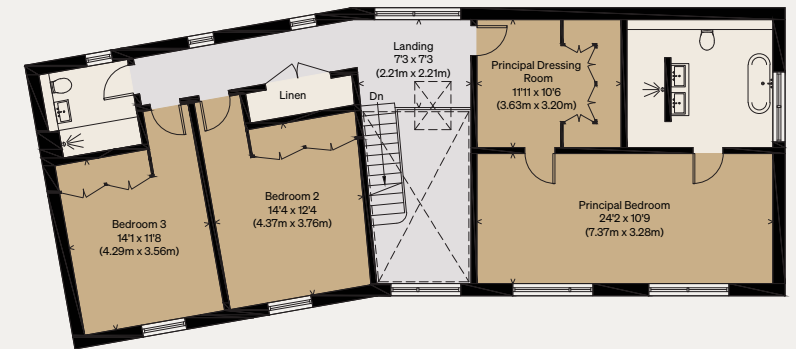 Landing
7'3 x 7'3
(2.21m x 2.21m)
Principal Dressing
Room
11'11 x 10'6
(3.63m x 3.20m)
Linen
Dn
Bedroom 2
14'4 x 12'4
(4.37m x 3.76m)
Bedroom 3
14'1 x 11'8
(4.29m x 3.56m)
Principal Bedroom
24'2 x 10'9
(7.37m x 3.28m)